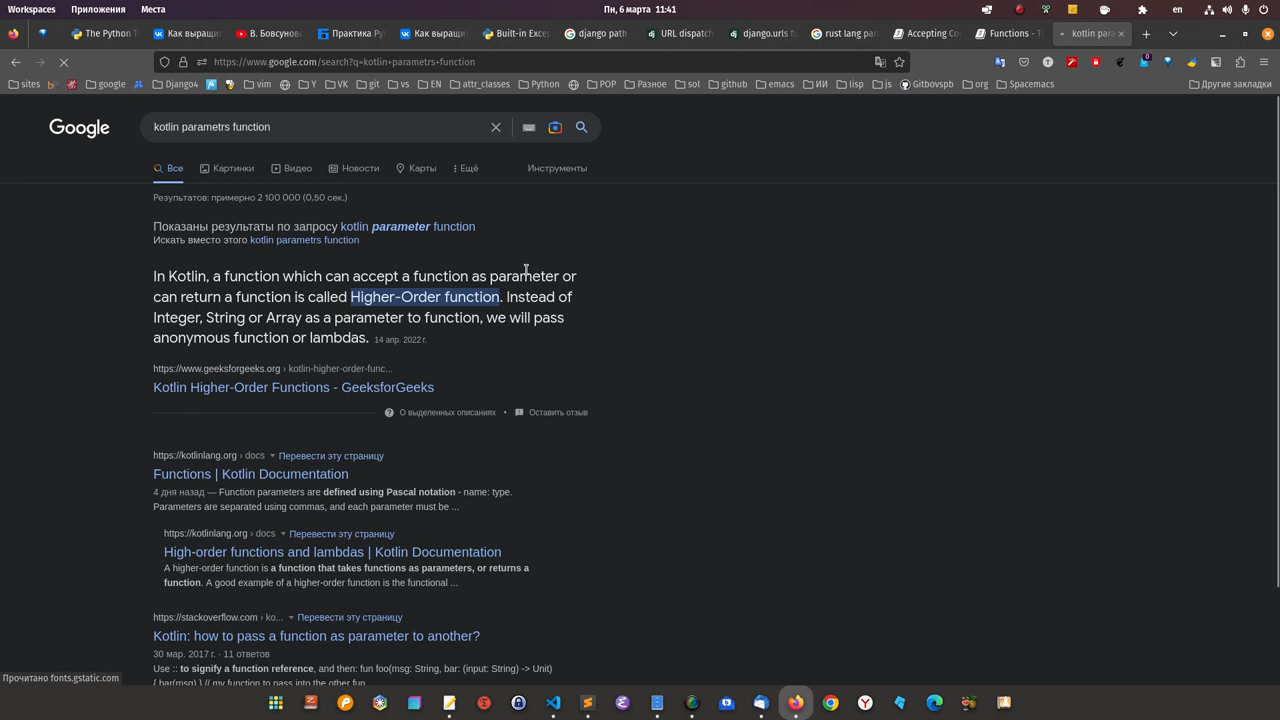 Workspaces Приложения Места Пн, 6 марта 11:41 en
The Python T Как выращи В. Бовсунов Практика Py Как выращи Built-in Exce django path URL dispatch django.urls f rust lang par Accepting Co Functions - Th kotlin para
https://www.google.com/search?q=kotlin+parametrs+function
sites google Django4 vim Y VK git vs EN attr_classes Python POP Разное sol github emacs ИИ lisp js Gitbovspb org Spacemacs Другие закладки
Google kotlin parametrs function
Все Картинки Видео Новости Карты Ещё Инструменты
Результатов: примерно 2 100 000 (0,50 сек.)
Показаны результаты по запросу kotlin parameter function
Искать вместо этого kotlin parametrs function
In Kotlin, a function which can accept a function as parameter or
can return a function is called Higher-Order function. Instead of
Integer, String or Array as a parameter to function, we will pass
anonymous function or lambdas. 14 апр. 2022 г.
https://www.geeksforgeeks.org › kotlin-higher-order-func...
Kotlin Higher-Order Functions - GeeksforGeeks
О выделенных описаниях • Оставить отзыв
https://kotlinlang.org › docs Перевести эту страницу
Functions | Kotlin Documentation
4 дня назад — Function parameters are defined using Pascal notation - name: type.
Parameters are separated using commas, and each parameter must be ...
https://kotlinlang.org › docs Перевести эту страницу
High-order functions and lambdas | Kotlin Documentation
A higher-order function is a function that takes functions as parameters, or returns a
function. A good example of a higher-order function is the functional ...
https://stackoverflow.com › ko... Перевести эту страницу
Kotlin: how to pass a function as parameter to another?
30 мар. 2017 г. · 11 ответов
Use :: to signify a function reference, and then: fun foo(msg: String, bar: (input: String) -> Unit)
{ bar(msg) } // my function to pass into the other fun
Прочитано fonts.gstatic.com